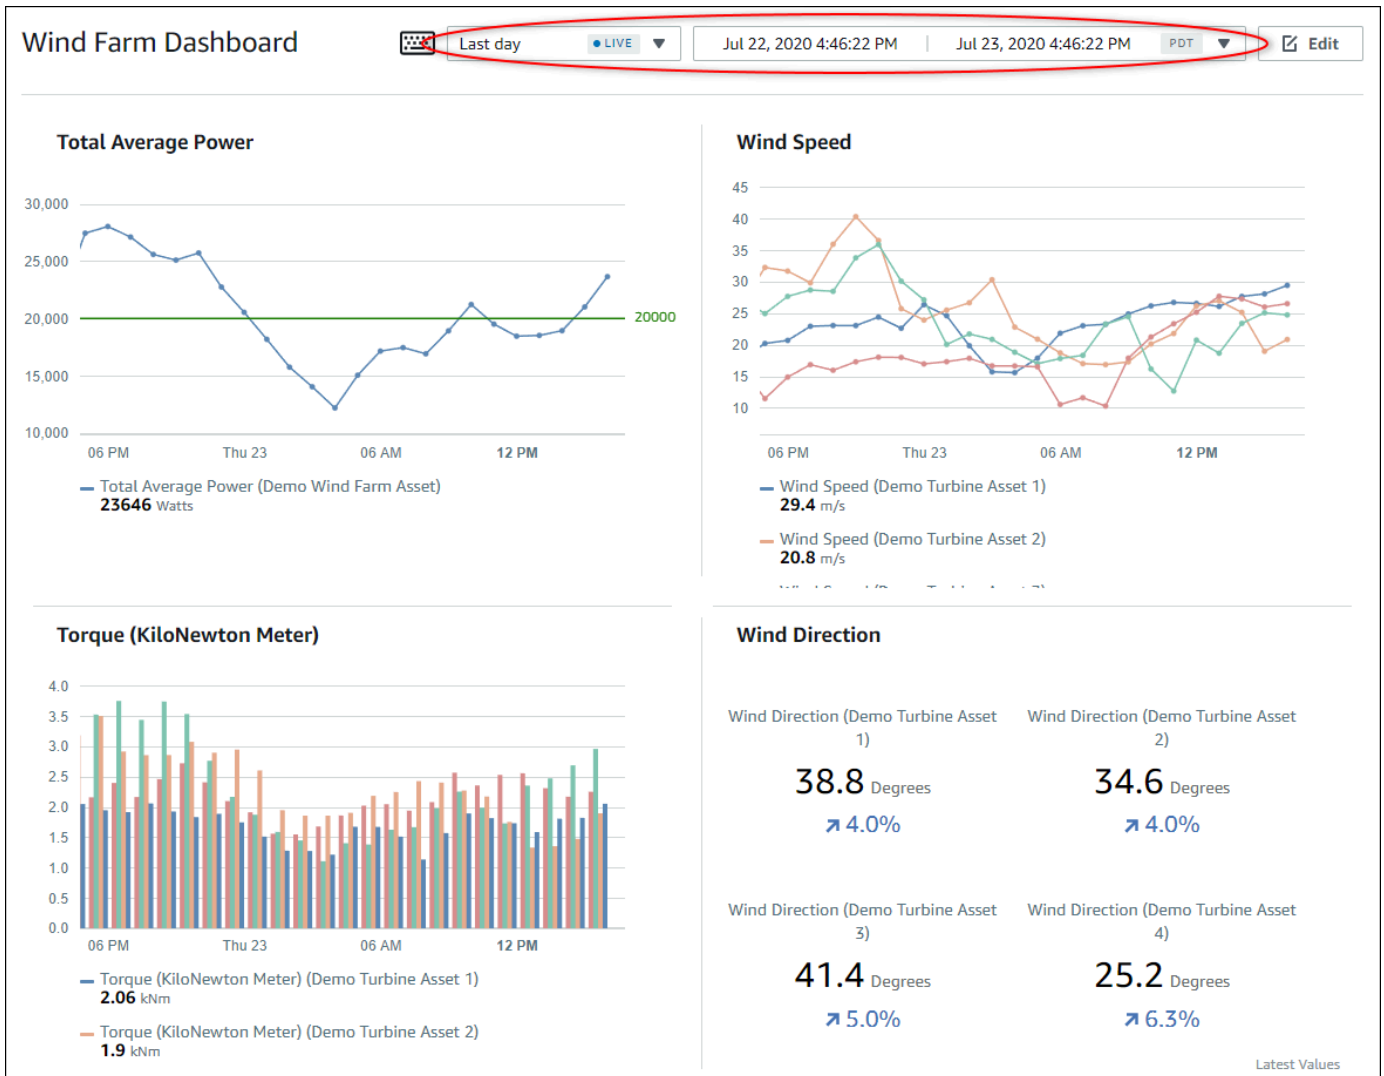 Wind Farm Dashboard
Last day
LIVE
Jul 22, 2020 4:46:22 PM
Jul 23, 2020 4:46:22 PM
PDT
Edit
Total Average Power
30,000
25,000
20,000
15,000
10,000
20000
06 PM
Thu 23
06 AM
12 PM
Total Average Power (Demo Wind Farm Asset)
23646 Watts
Wind Speed
45
40
35
30
25
20
15
10
06 PM
Thu 23
06 AM
12 PM
Wind Speed (Demo Turbine Asset 1)
29.4 m/s
Wind Speed (Demo Turbine Asset 2)
20.8 m/s
Torque (KiloNewton Meter)
4.0
3.5
3.0
2.5
2.0
1.5
1.0
0.5
0.0
06 PM
Thu 23
06 AM
12 PM
Torque (KiloNewton Meter) (Demo Turbine Asset 1)
2.06 kNm
Torque (KiloNewton Meter) (Demo Turbine Asset 2)
1.9 kNm
Wind Direction
Wind Direction (Demo Turbine Asset
1)
38.8 Degrees
4.0%
Wind Direction (Demo Turbine Asset
2)
34.6 Degrees
4.0%
Wind Direction (Demo Turbine Asset
3)
41.4 Degrees
5.0%
Wind Direction (Demo Turbine Asset
4)
25.2 Degrees
6.3%
Latest Values